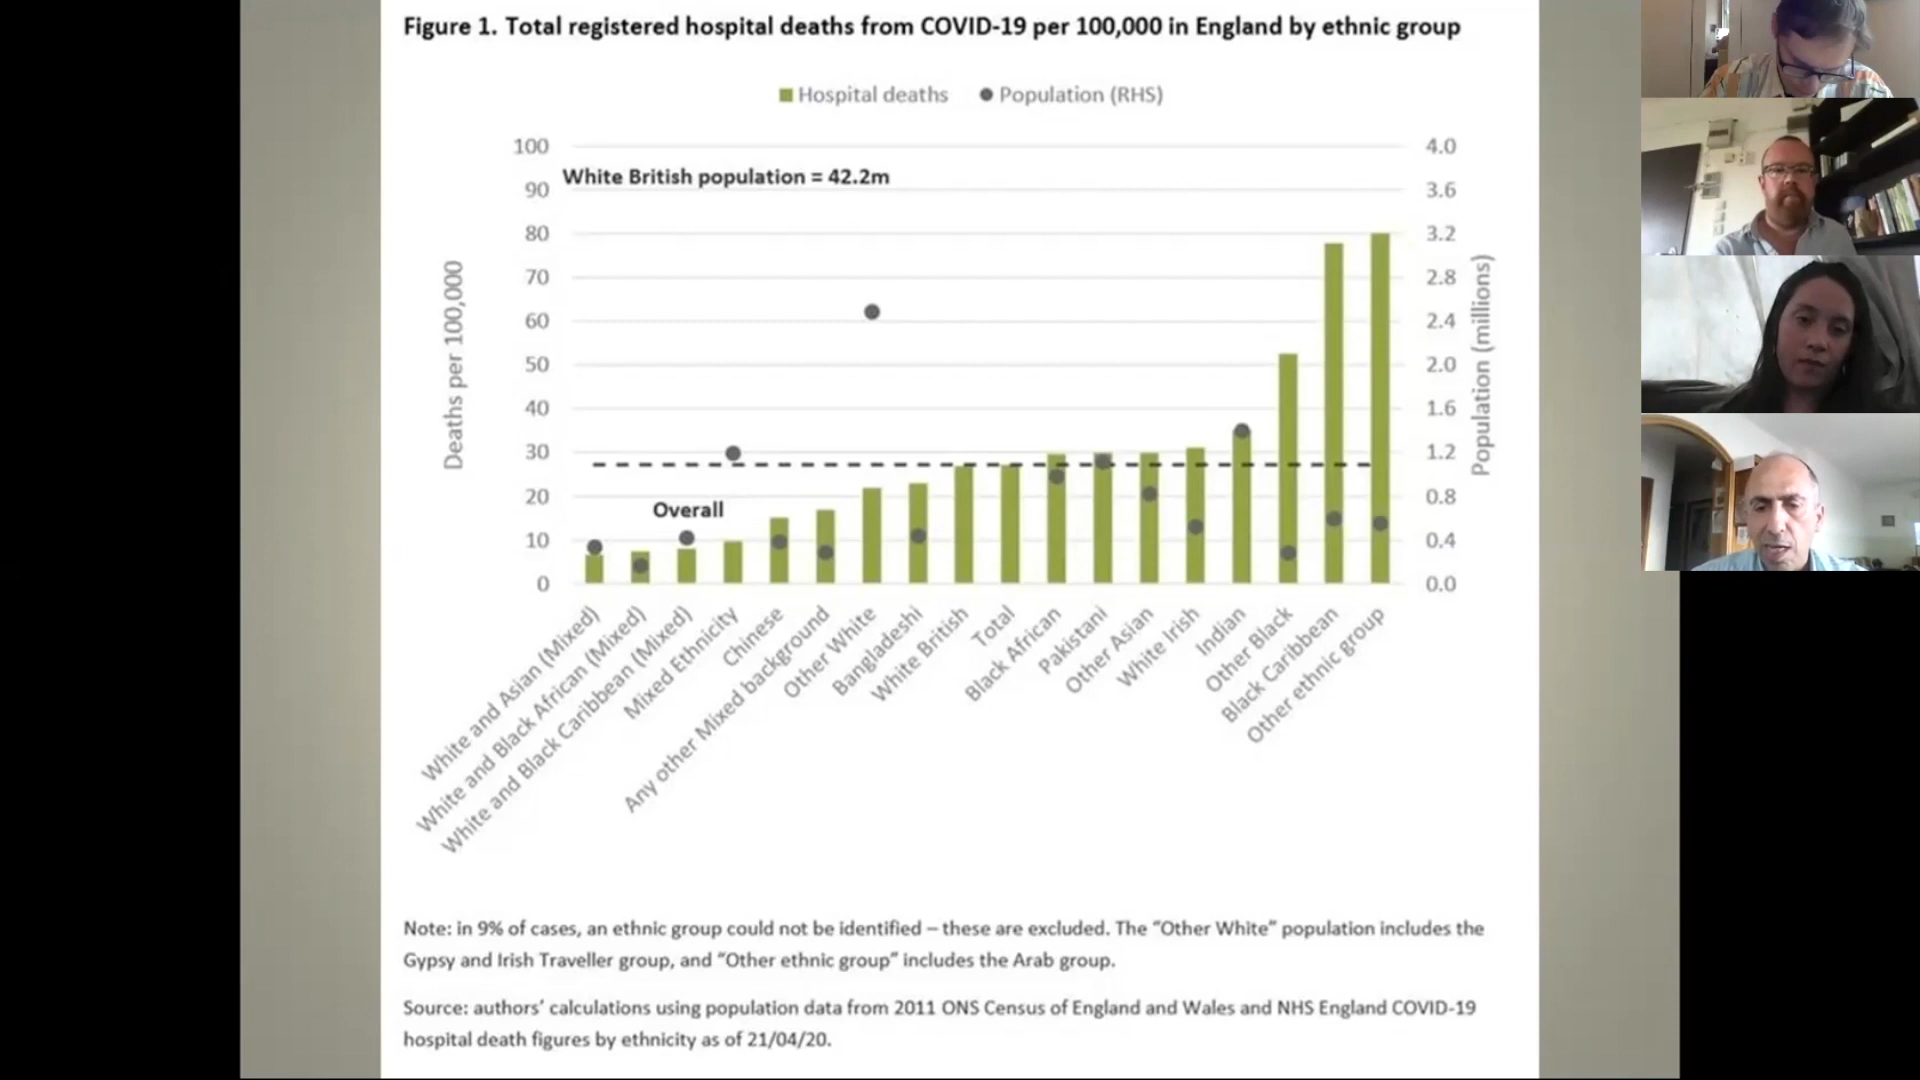 Figure 1. Total registered hospital deaths from COVID-19 per 100,000 in England by ethnic group
Hospital deaths
Population (RHS)
White British population = 42.2m
Overall
Deaths per 100,000
100
90
80
70
60
50
40
30
20
10
0
4.0
3.6
3.2
2.8
2.4
2.0
1.6
1.2
0.8
0.4
0.0
Population (millions)
White and Asian (Mixed)
White and Black African (Mixed)
White and Black Caribbean (Mixed)
Mixed Ethnicity
Chinese
Any other Mixed background
Other White
Bangladeshi
White British
Total
Black African
Pakistani
Other Asian
White Irish
Indian
Other Black
Black Caribbean
Other ethnic group
Note: in 9% of cases, an ethnic group could not be identified – these are excluded. The “Other White” population includes the
Gypsy and Irish Traveller group, and “Other ethnic group” includes the Arab group.
Source: authors’ calculations using population data from 2011 ONS Census of England and Wales and NHS England COVID-19
hospital death figures by ethnicity as of 21/04/20.